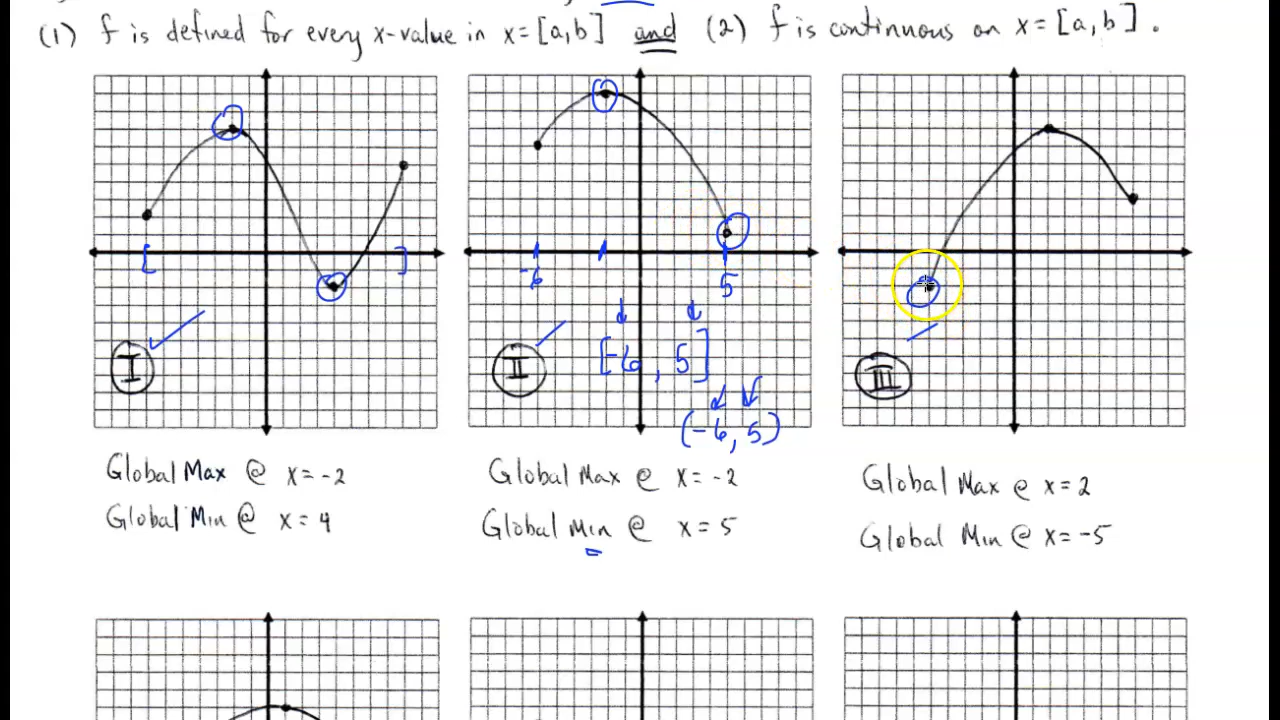 (1) f is defined for every x-value in x=[a,b] and (2) f is continuous on x=[a,b].
[ ]
-6 5
[-6, 5]
(-6, 5)
I II III
Global Max @ x=-2
Global Min @ x=4
Global Max @ x=-2
Global Min @ x=5
Global Max @ x=2
Global Min @ x=-5